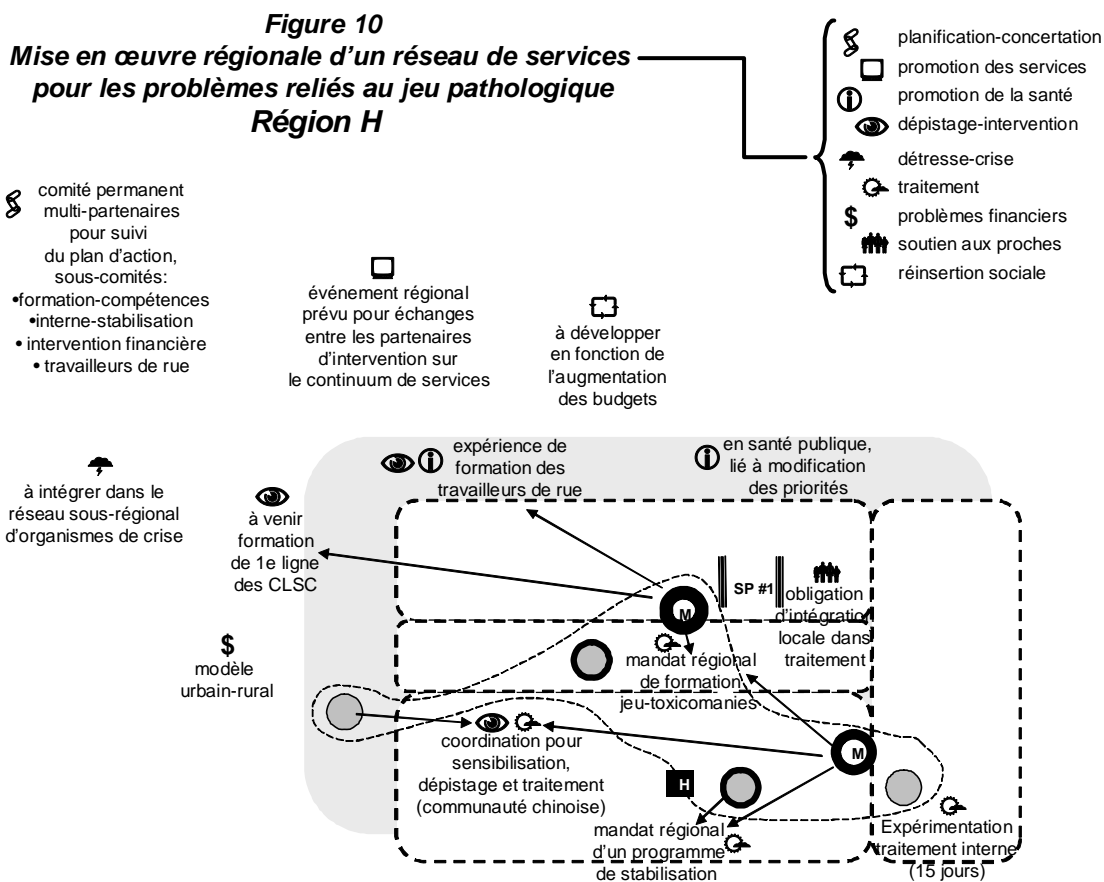 Figure 10
Mise en œuvre régionale d'un réseau de services
pour les problèmes reliés au jeu pathologique
Région H
planification-concertation
promotion des services
promotion de la santé
dépistage-intervention
détresse-crise
traitement
$ problèmes financiers
soutien aux proches
réinsertion sociale
comité permanent
multi-partenaires
pour suivi
du plan d'action,
sous-comités:
•formation-compétences
•interne-stabilisation
• intervention financière
• travailleurs de rue
événement régional
prévu pour échanges
entre les partenaires
d'intervention sur
le continuum de services
à développer
en fonction de
l'augmentation
des budgets
à intégrer dans le
réseau sous-régional
d'organismes de crise
à venir
formation
de 1e ligne
des CLSC
expérience de
formation des
travailleurs de rue
en santé publique,
lié à modification
des priorités
$
modèle
urbain-rural
SP #1
obligation
d'intégration
locale dans
traitement
M
mandat régional
de formation
jeu-toxicomanies
M
coordination pour
sensibilisation,
dépistage et traitement
(communauté chinoise)
H
mandat régional
d'un programme
de stabilisation
Expérimentation
traitement interne
(15 jours)